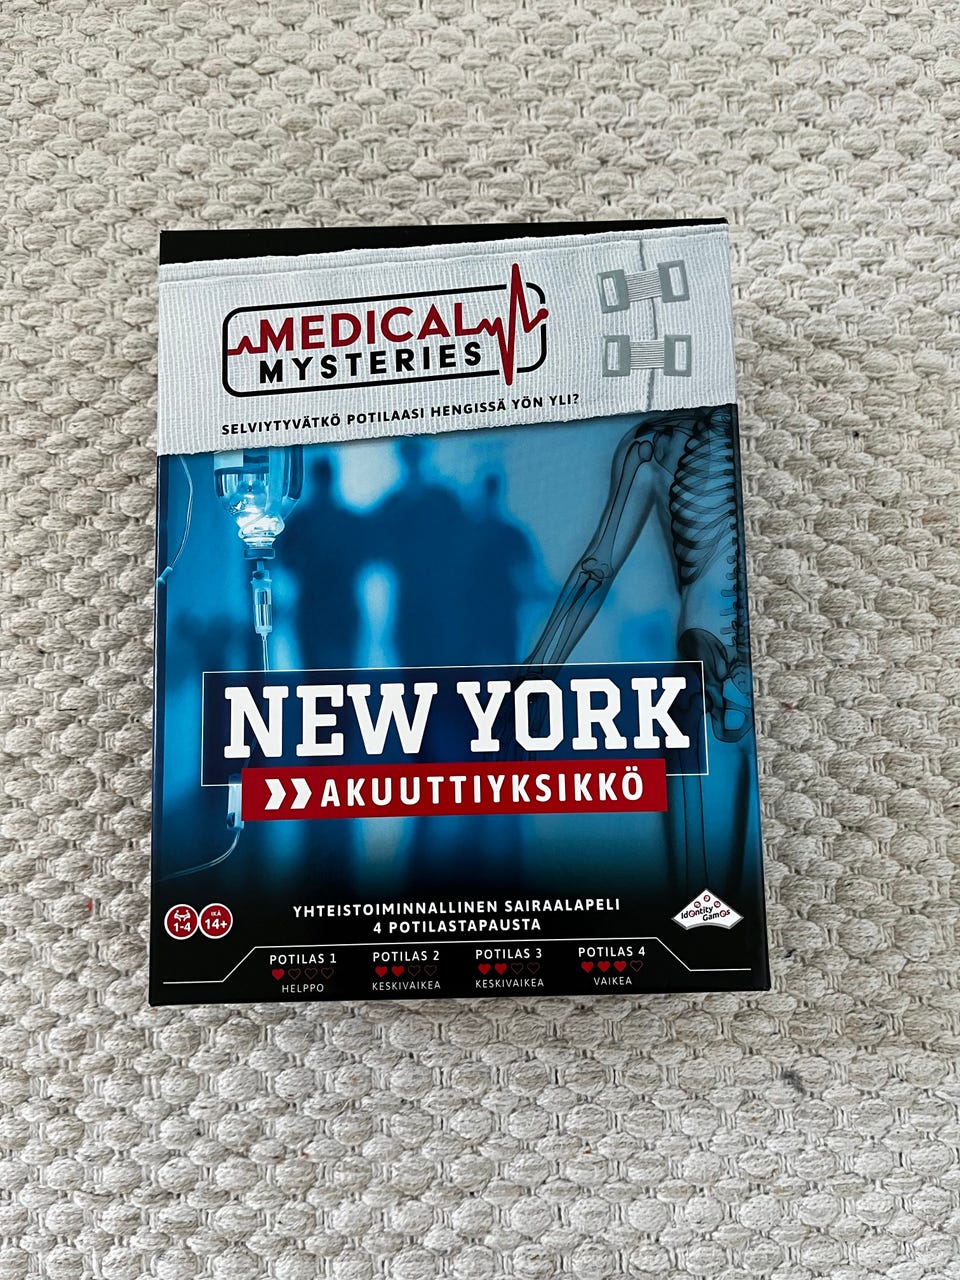 MEDICAL
MYSTERIES
SELVIYTYVÄTKÖ POTILAASI HENGISSÄ YÖN YLI?
NEW YORK
AKUUTTIYKSIKKÖ
YHTEISTOIMINNALLINEN SAIRAALAPELI
4 POTILASTAPAUSTA
1-4
IKÄ
14+
Identity
Games
POTILAS 1
HELPPO
POTILAS 2
KESKIVAIKEA
POTILAS 3
KESKIVAIKEA
POTILAS 4
VAIKEA